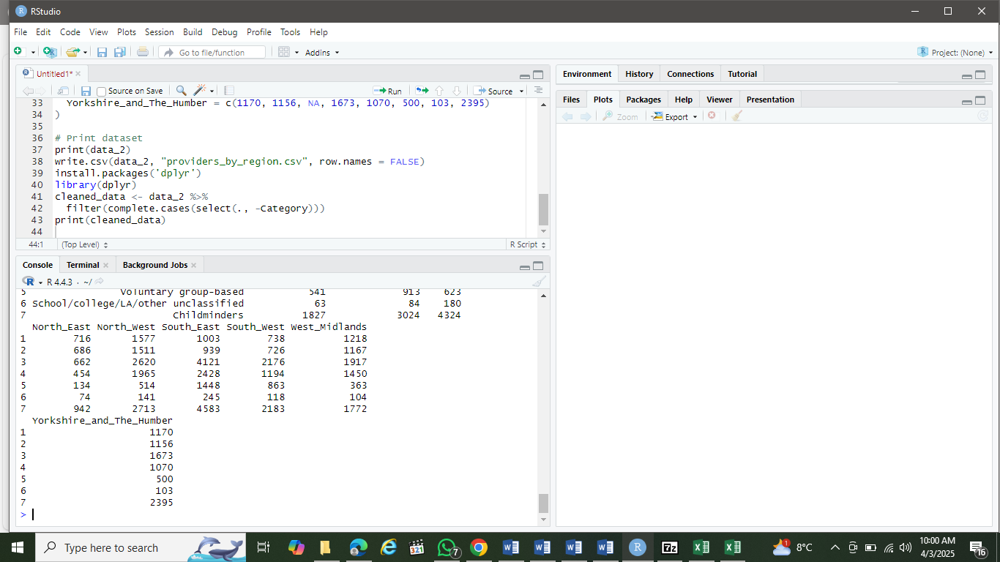 RStudio
File Edit Code View Plots Session Build Debug Profile Tools Help
Go to file/function Addins Project: (None)
Untitled1*
Source on Save Run Source
33 Yorkshire_and_The_Humber = c(1170, 1156, NA, 1673, 1070, 500, 103, 2395)
34 )
35
36 # Print dataset
37 print(data_2)
38 write.csv(data_2, "providers_by_region.csv", row.names = FALSE)
39 install.packages('dplyr')
40 library(dplyr)
41 cleaned_data <- data_2 %>%
42 filter(complete.cases(select(., -Category)))
43 print(cleaned_data)
44
44:1 (Top Level) R Script
Console Terminal Background Jobs
R R 4.4.3 · ~/
5 Voluntary group-based 541 913 623
6 School/college/LA/other unclassified 63 84 180
7 Childminders 1827 3024 4324
North_East North_West South_East South_West West_Midlands
1 716 1577 1003 738 1218
2 686 1511 939 726 1167
3 662 2620 4121 2176 1917
4 454 1965 2428 1194 1450
5 134 514 1448 863 363
6 74 141 245 118 104
7 942 2713 4583 2183 1772
Yorkshire_and_The_Humber
1 1170
2 1156
3 1673
4 1070
5 500
6 103
7 2395
>
Environment History Connections Tutorial
Files Plots Packages Help Viewer Presentation
Zoom Export
Type here to search 321 7 R 7z 1 8°C 10:00 AM
4/3/2025 16